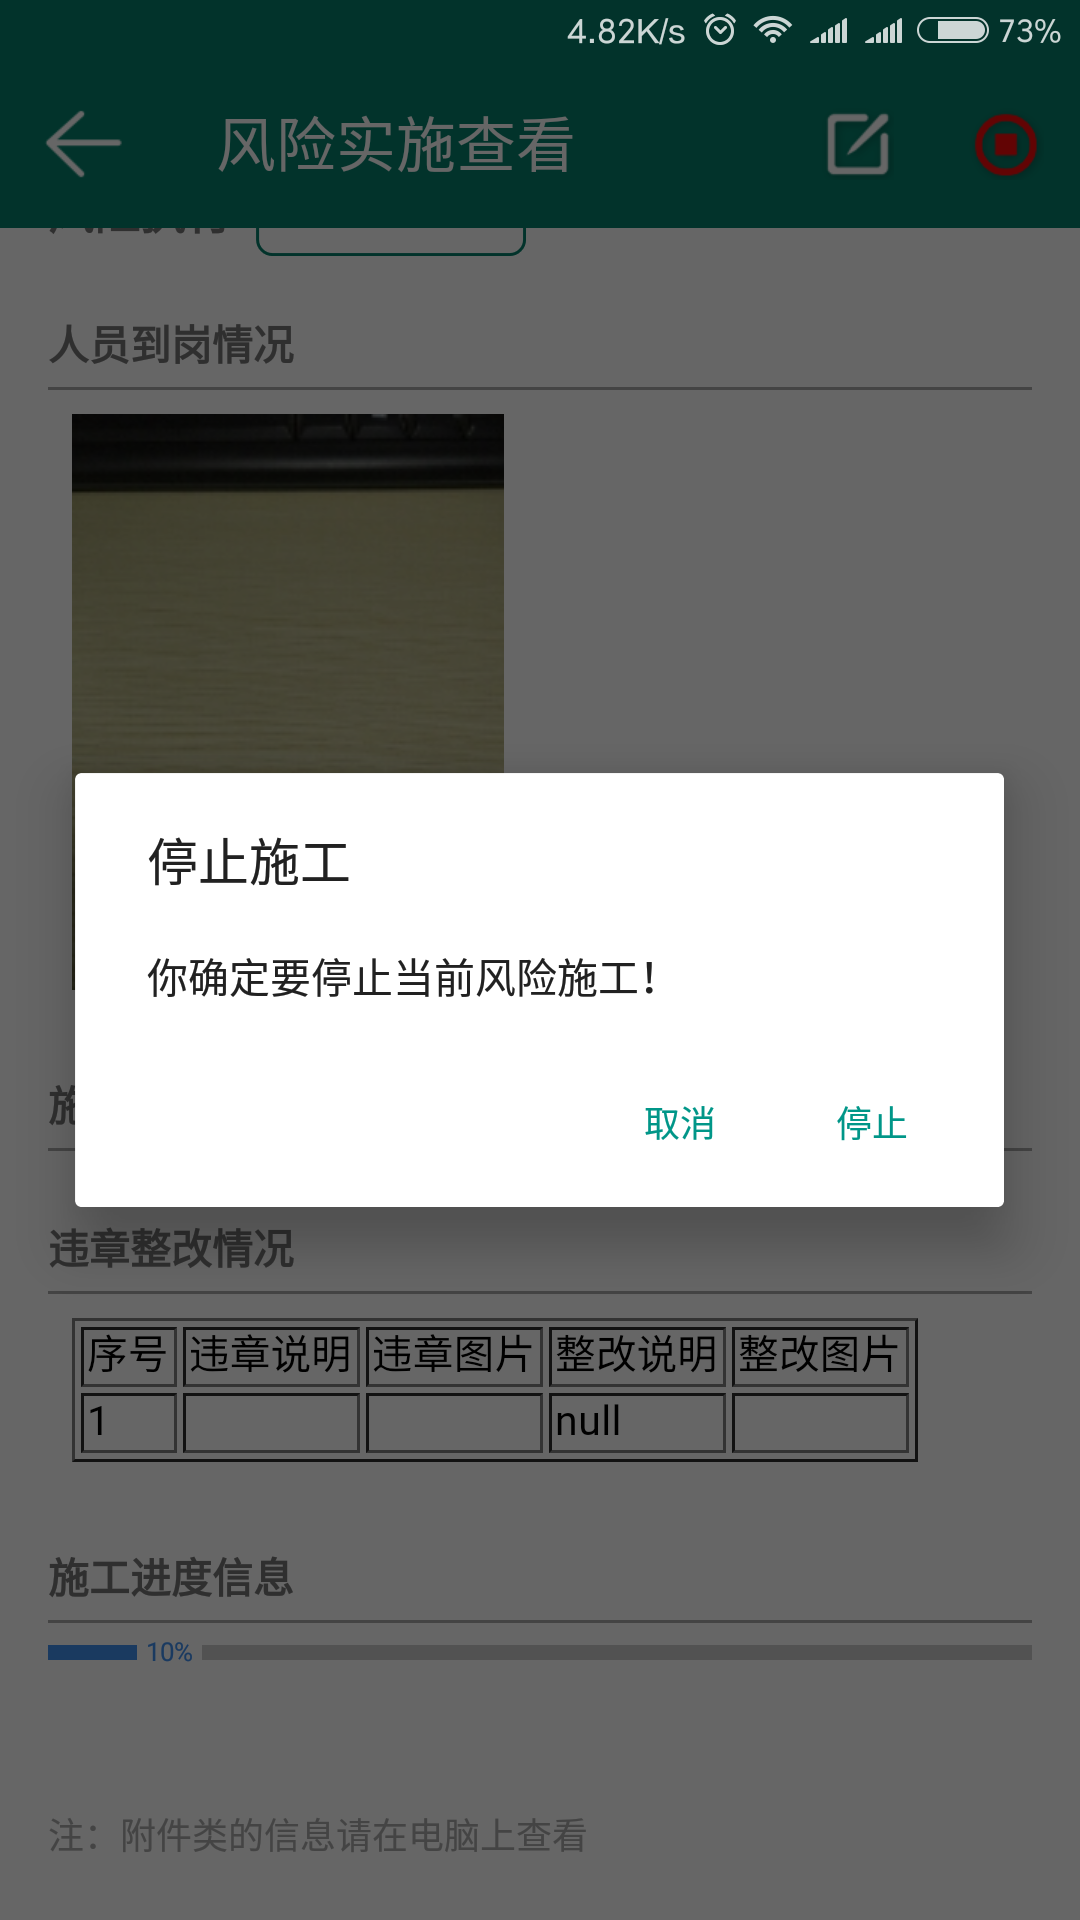 4.82K/s 73%
风险实施查看
人员到岗情况
停止施工
你确定要停止当前风险施工！
取消 停止
违章整改情况
序号 违章说明 违章图片 整改说明 整改图片
1 null
施工进度信息
10%
注：附件类的信息请在电脑上查看